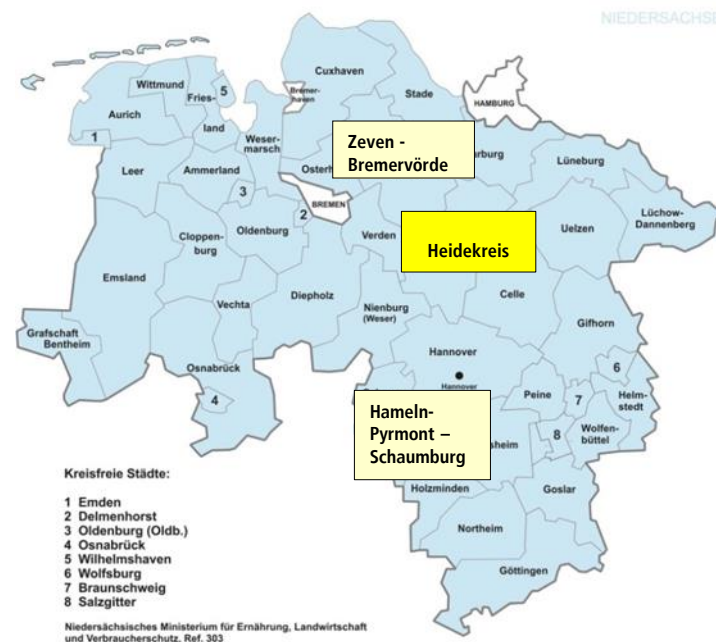 NIEDERSACHSE
Cuxhaven
Stade
HAMBURG
Wittmund
Aurich
Fries-
land
5
Bremer-
haven
1
Weser-
marsch
Leer
Ammerland
3
Zeven -
Bremervörde
Osterh
rburg
Lüneburg
2
BREMEN
Oldenburg
Cloppen-
burg
Verden
Heidekreis
Uelzen
Lüchow-
Dannenberg
Emsland
Vechta
Diepholz
Nienburg
(Weser)
Celle
Gifhorn
Grafschaft
Bentheim
Osnabrück
4
Hannover
Hannover
Peine
6
7
Helm-
stedt
8
Wolfen-
büttel
Hameln-
Pyrmont –
Schaumburg
sheim
Holzminden
Goslar
Northeim
Göttingen
Kreisfreie Städte:
1 Emden
2 Delmenhorst
3 Oldenburg (Oldb.)
4 Osnabrück
5 Wilhelmshaven
6 Wolfsburg
7 Braunschweig
8 Salzgitter
Niedersächsisches Ministerium für Ernährung, Landwirtschaft
und Verbraucherschutz, Ref. 303